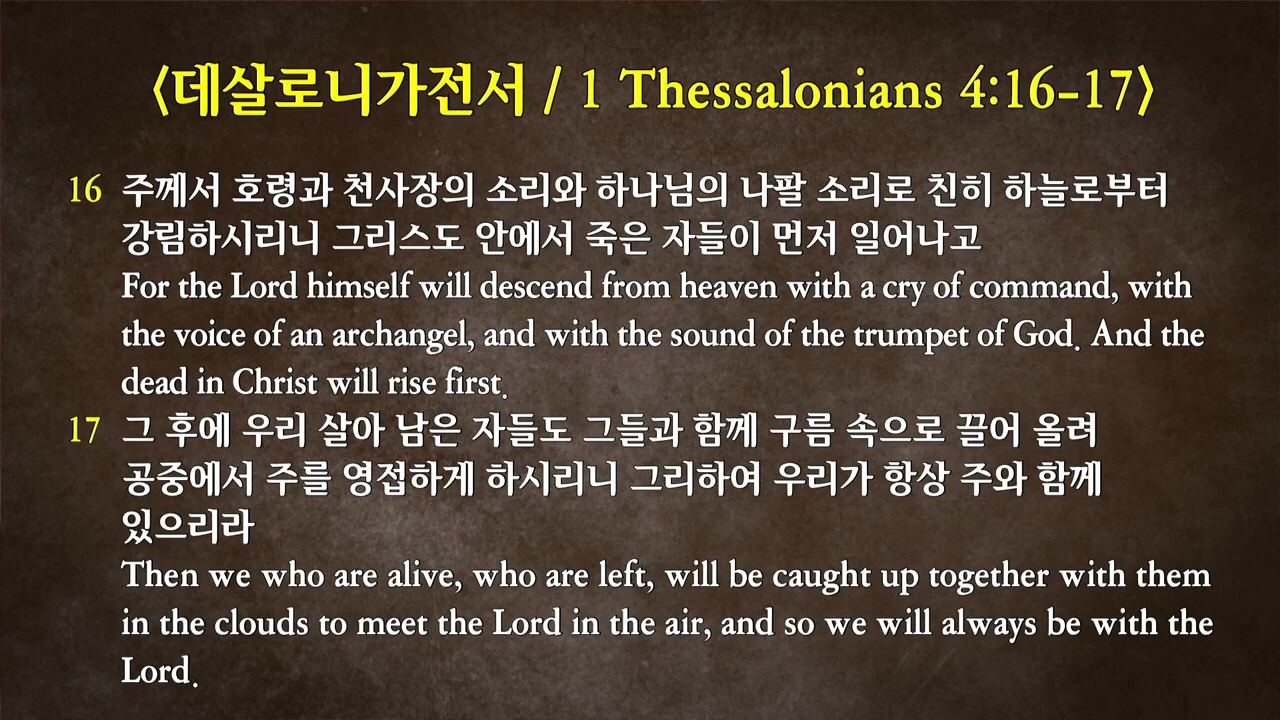 <데살로니가전서 / 1 Thessalonians 4:16-17>
16 주께서 호령과 천사장의 소리와 하나님의 나팔 소리로 친히 하늘로부터
강림하시리니 그리스도 안에서 죽은 자들이 먼저 일어나고
For the Lord himself will descend from heaven with a cry of command, with
the voice of an archangel, and with the sound of the trumpet of God. And the
dead in Christ will rise first.
17 그 후에 우리 살아 남은 자들도 그들과 함께 구름 속으로 끌어 올려
공중에서 주를 영접하게 하시리니 그리하여 우리가 항상 주와 함께
있으리라
Then we who are alive, who are left, will be caught up together with them
in the clouds to meet the Lord in the air, and so we will always be with the
Lord.